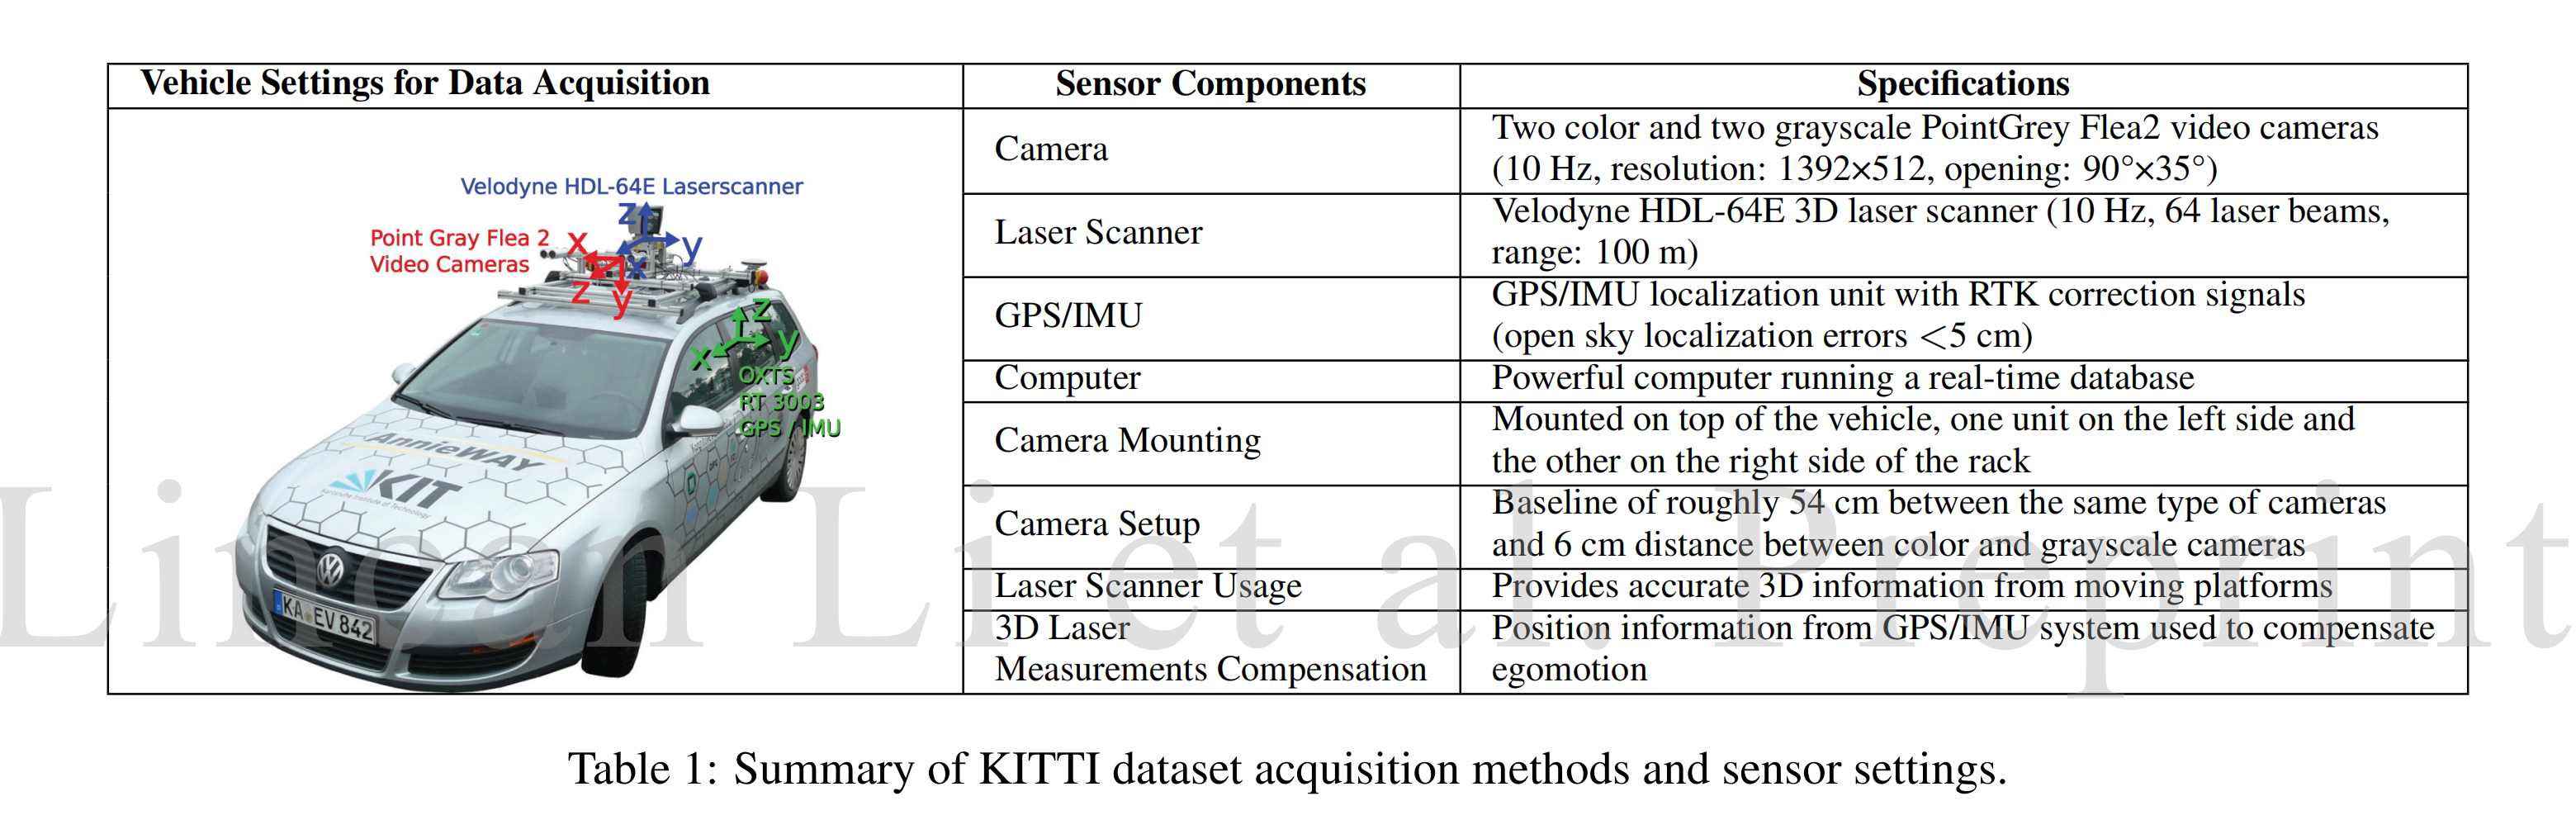 Vehicle Settings for Data Acquisition
Sensor Components
Specifications
Velodyne HDL-64E Laserscanner
Point Gray Flea 2
Video Cameras
z
y
x
x
z
y
z
y
x
OXTS
RT 3003
GPS / IMU
AnnieWAY
KIT
Karlsruhe Institute of Technology
KA EV 842
Camera
Two color and two grayscale PointGrey Flea2 video cameras
(10 Hz, resolution: 1392×512, opening: 90°×35°)
Laser Scanner
Velodyne HDL-64E 3D laser scanner (10 Hz, 64 laser beams,
range: 100 m)
GPS/IMU
GPS/IMU localization unit with RTK correction signals
(open sky localization errors <5 cm)
Computer
Powerful computer running a real-time database
Camera Mounting
Mounted on top of the vehicle, one unit on the left side and
the other on the right side of the rack
Camera Setup
Baseline of roughly 54 cm between the same type of cameras
and 6 cm distance between color and grayscale cameras
Laser Scanner Usage
Provides accurate 3D information from moving platforms
3D Laser
Measurements Compensation
Position information from GPS/IMU system used to compensate
egomotion
Lincan Li et al. Preprint
Table 1: Summary of KITTI dataset acquisition methods and sensor settings.